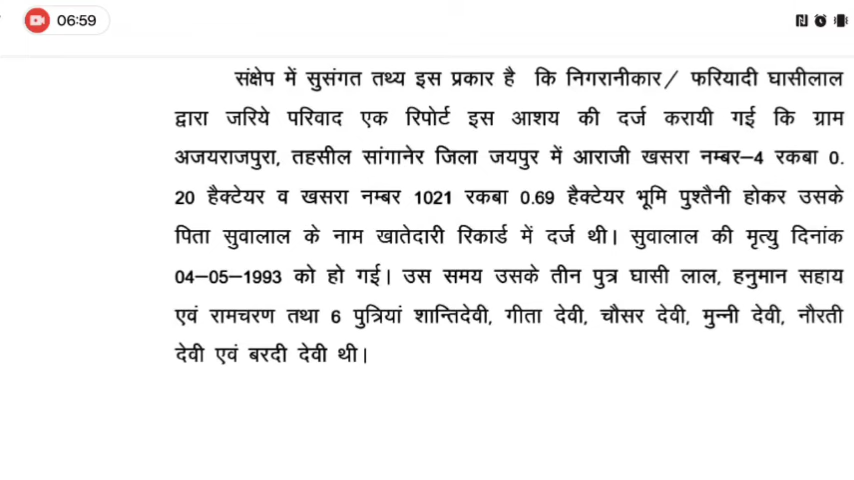 06:59
संक्षेप में सुसंगत तथ्य इस प्रकार है कि निगरानीकार/ फरियादी घासीलाल
द्वारा जरिये परिवाद एक रिपोर्ट इस आशय की दर्ज करायी गई कि ग्राम
अजयराजपुरा, तहसील सांगानेर जिला जयपुर में आराजी खसरा नम्बर–4 रकबा 0.
20 हैक्टेयर व खसरा नम्बर 1021 रकबा 0.69 हैक्टेयर भूमि पुश्तैनी होकर उसके
पिता सुवालाल के नाम खातेदारी रिकार्ड में दर्ज थी। सुवालाल की मृत्यु दिनांक
04–05–1993 को हो गई। उस समय उसके तीन पुत्र घासी लाल, हनुमान सहाय
एवं रामचरण तथा 6 पुत्रियां शान्तिदेवी, गीता देवी, चौसर देवी, मुन्नी देवी, नौरती
देवी एवं बरदी देवी थी।